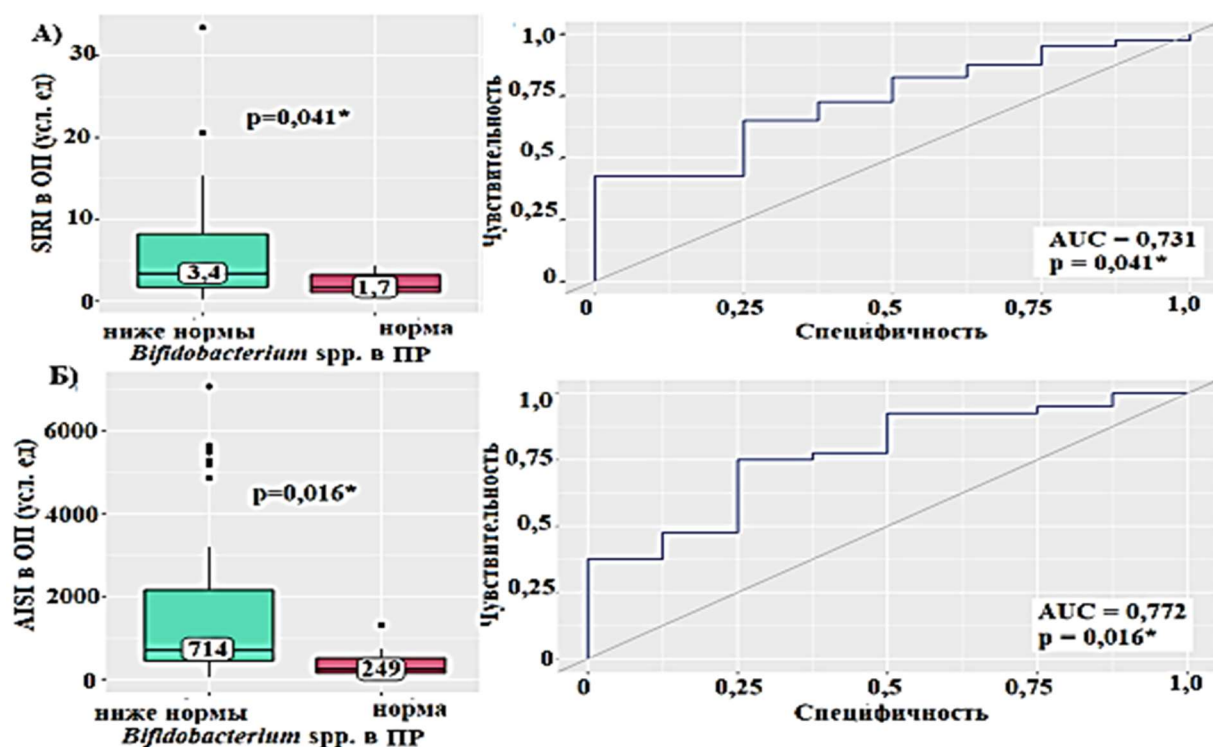 А)
SIRI в ОП (усл. ед)
30
20
10
0
p=0,041*
3,4
1,7
ниже нормы
норма
Bifidobacterium spp. в ПР
Чувствительность
1,0
0,75
0,5
0,25
0
AUC = 0,731
p = 0,041*
0
0,25
0,5
0,75
1,0
Специфичность
Б)
AISI в ОП (усл. ед)
6000
4000
2000
0
p=0,016*
714
249
ниже нормы
норма
Bifidobacterium spp. в ПР
Чувствительность
1,0
0,75
0,5
0,25
0
AUC = 0,772
p = 0,016*
0
0,25
0,5
0,75
1,0
Специфичность